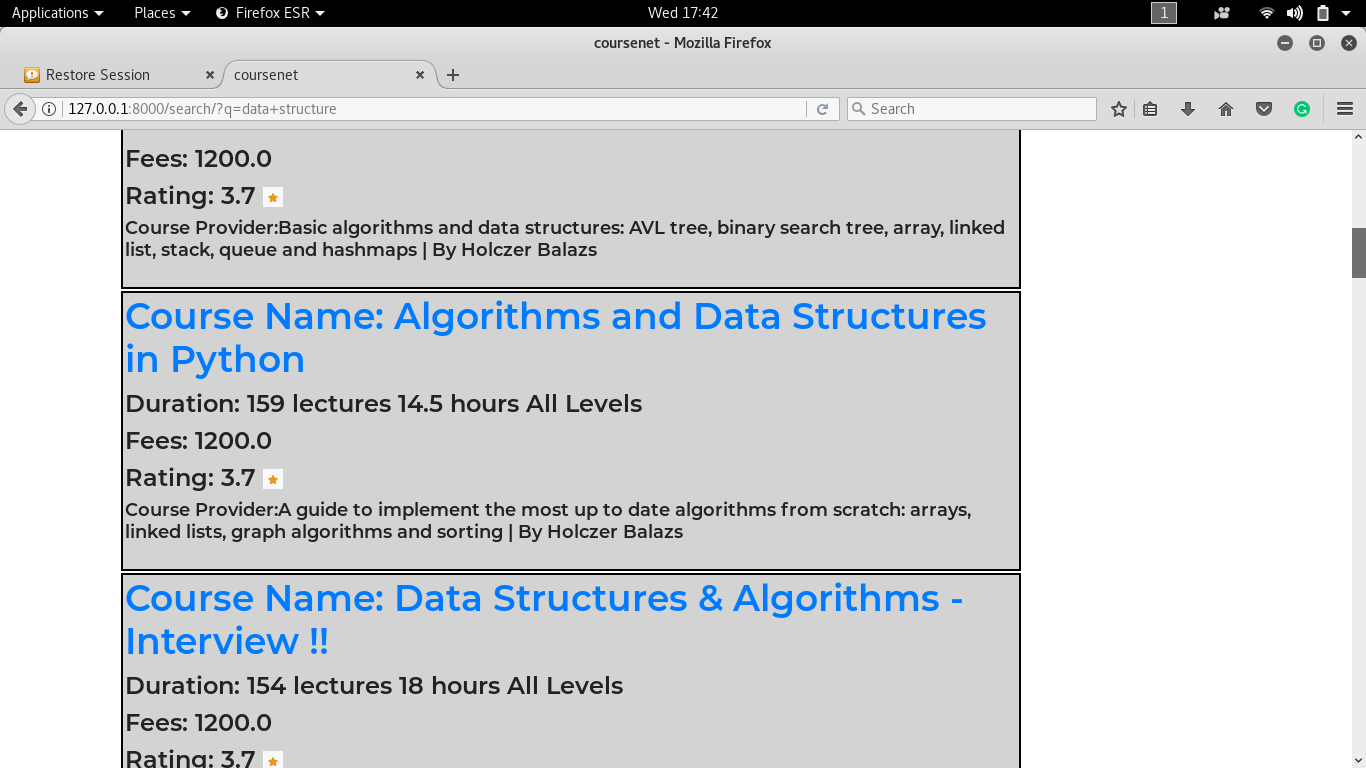 Applications Places Firefox ESR Wed 17:42 1
coursenet - Mozilla Firefox
Restore Session coursenet
127.0.0.1:8000/search/?q=data+structure Search
Fees: 1200.0
Rating: 3.7
Course Provider:Basic algorithms and data structures: AVL tree, binary search tree, array, linked
list, stack, queue and hashmaps | By Holczer Balazs
Course Name: Algorithms and Data Structures
in Python
Duration: 159 lectures 14.5 hours All Levels
Fees: 1200.0
Rating: 3.7
Course Provider:A guide to implement the most up to date algorithms from scratch: arrays,
linked lists, graph algorithms and sorting | By Holczer Balazs
Course Name: Data Structures & Algorithms -
Interview !!
Duration: 154 lectures 18 hours All Levels
Fees: 1200.0
Rating: 3.7